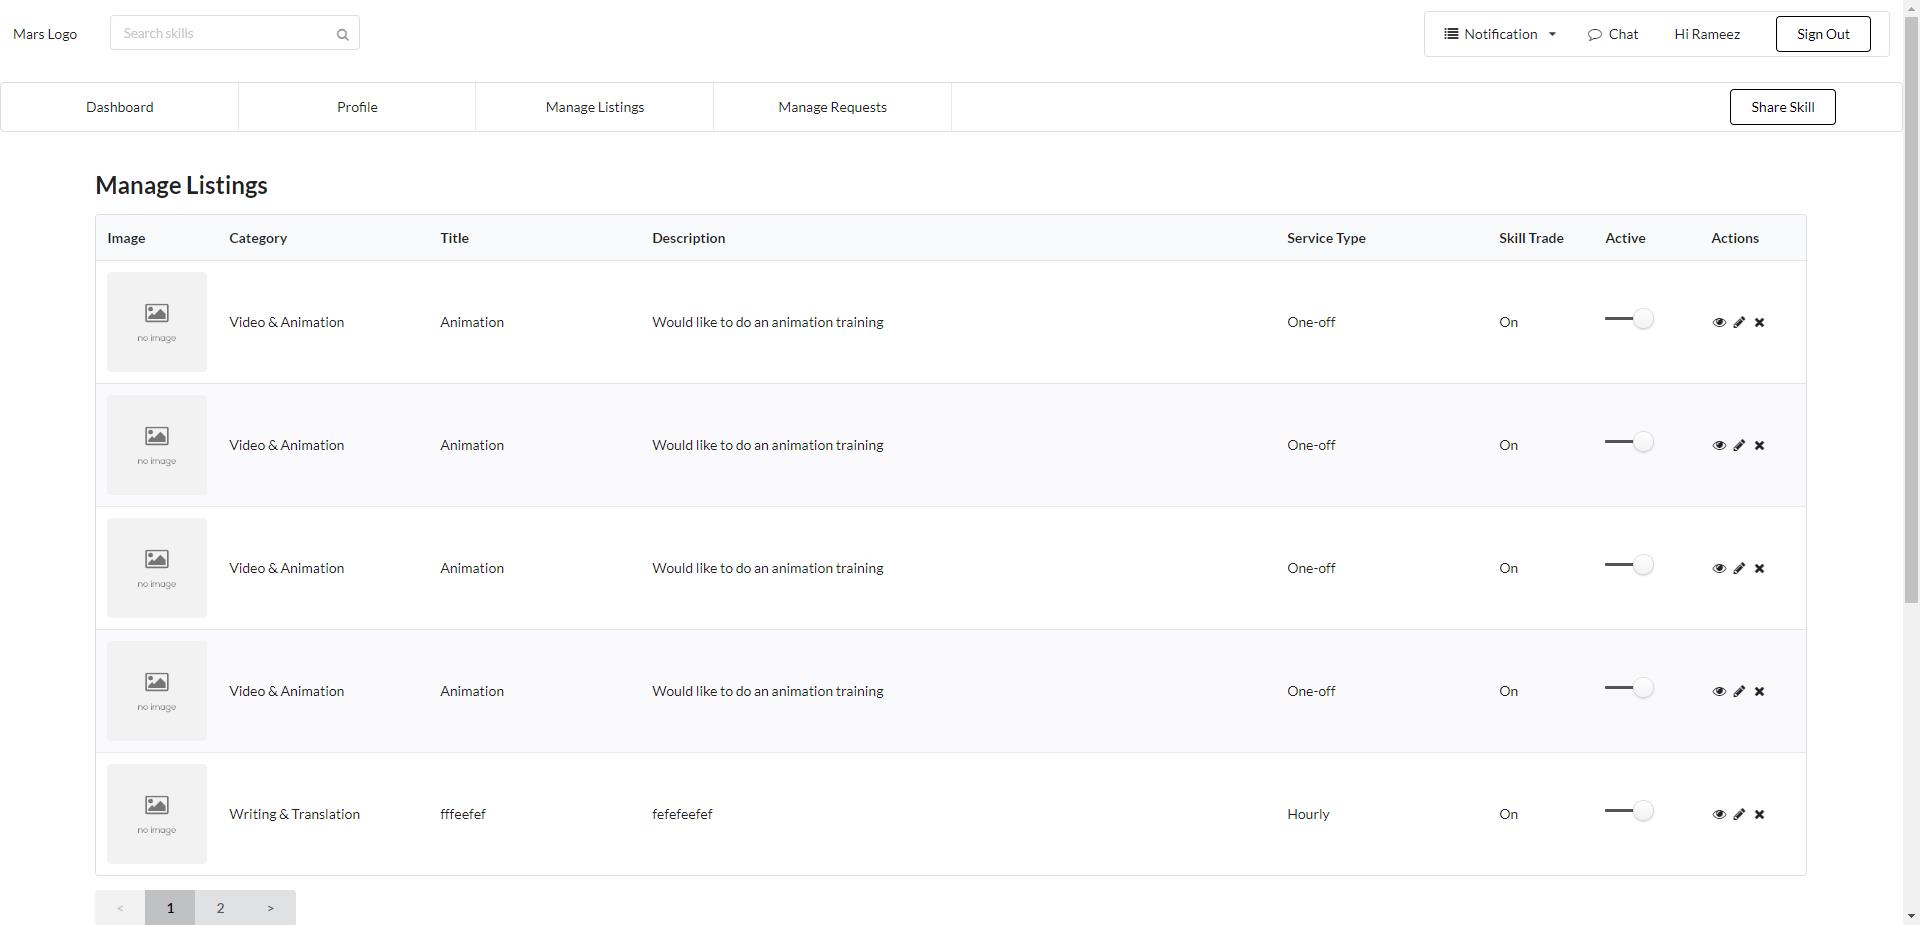 Mars Logo Search skills Notification Chat Hi Rameez Sign Out
Dashboard Profile Manage Listings Manage Requests Share Skill
Manage Listings
Image Category Title Description Service Type Skill Trade Active Actions
no image Video & Animation Animation Would like to do an animation training One-off On
no image Video & Animation Animation Would like to do an animation training One-off On
no image Video & Animation Animation Would like to do an animation training One-off On
no image Video & Animation Animation Would like to do an animation training One-off On
no image Writing & Translation fffeefef fefefeefef Hourly On
< 1 2 >